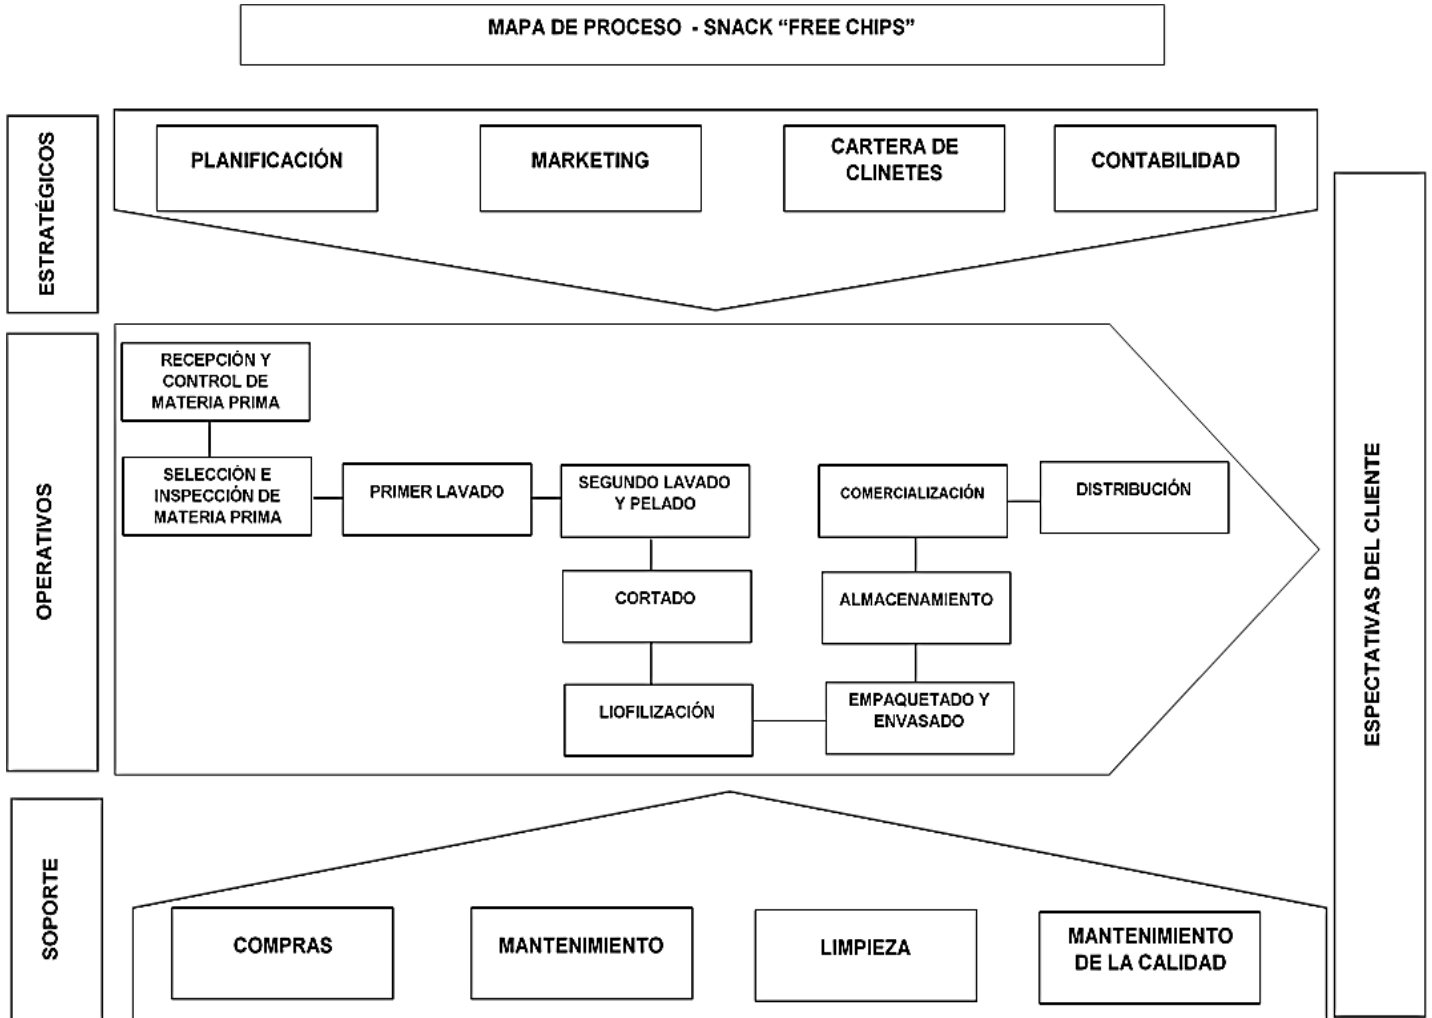 MAPA DE PROCESO - SNACK “FREE CHIPS”
ESTRATÉGICOS
PLANIFICACIÓN
MARKETING
CARTERA DE
CLINETES
CONTABILIDAD
OPERATIVOS
RECEPCIÓN Y
CONTROL DE
MATERIA PRIMA
SELECCIÓN E
INSPECCIÓN DE
MATERIA PRIMA
PRIMER LAVADO
SEGUNDO LAVADO
Y PELADO
CORTADO
LIOFILIZACIÓN
EMPAQUETADO Y
ENVASADO
ALMACENAMIENTO
COMERCIALIZACIÓN
DISTRIBUCIÓN
SOPORTE
COMPRAS
MANTENIMIENTO
LIMPIEZA
MANTENIMIENTO
DE LA CALIDAD
ESPECTATIVAS DEL CLIENTE